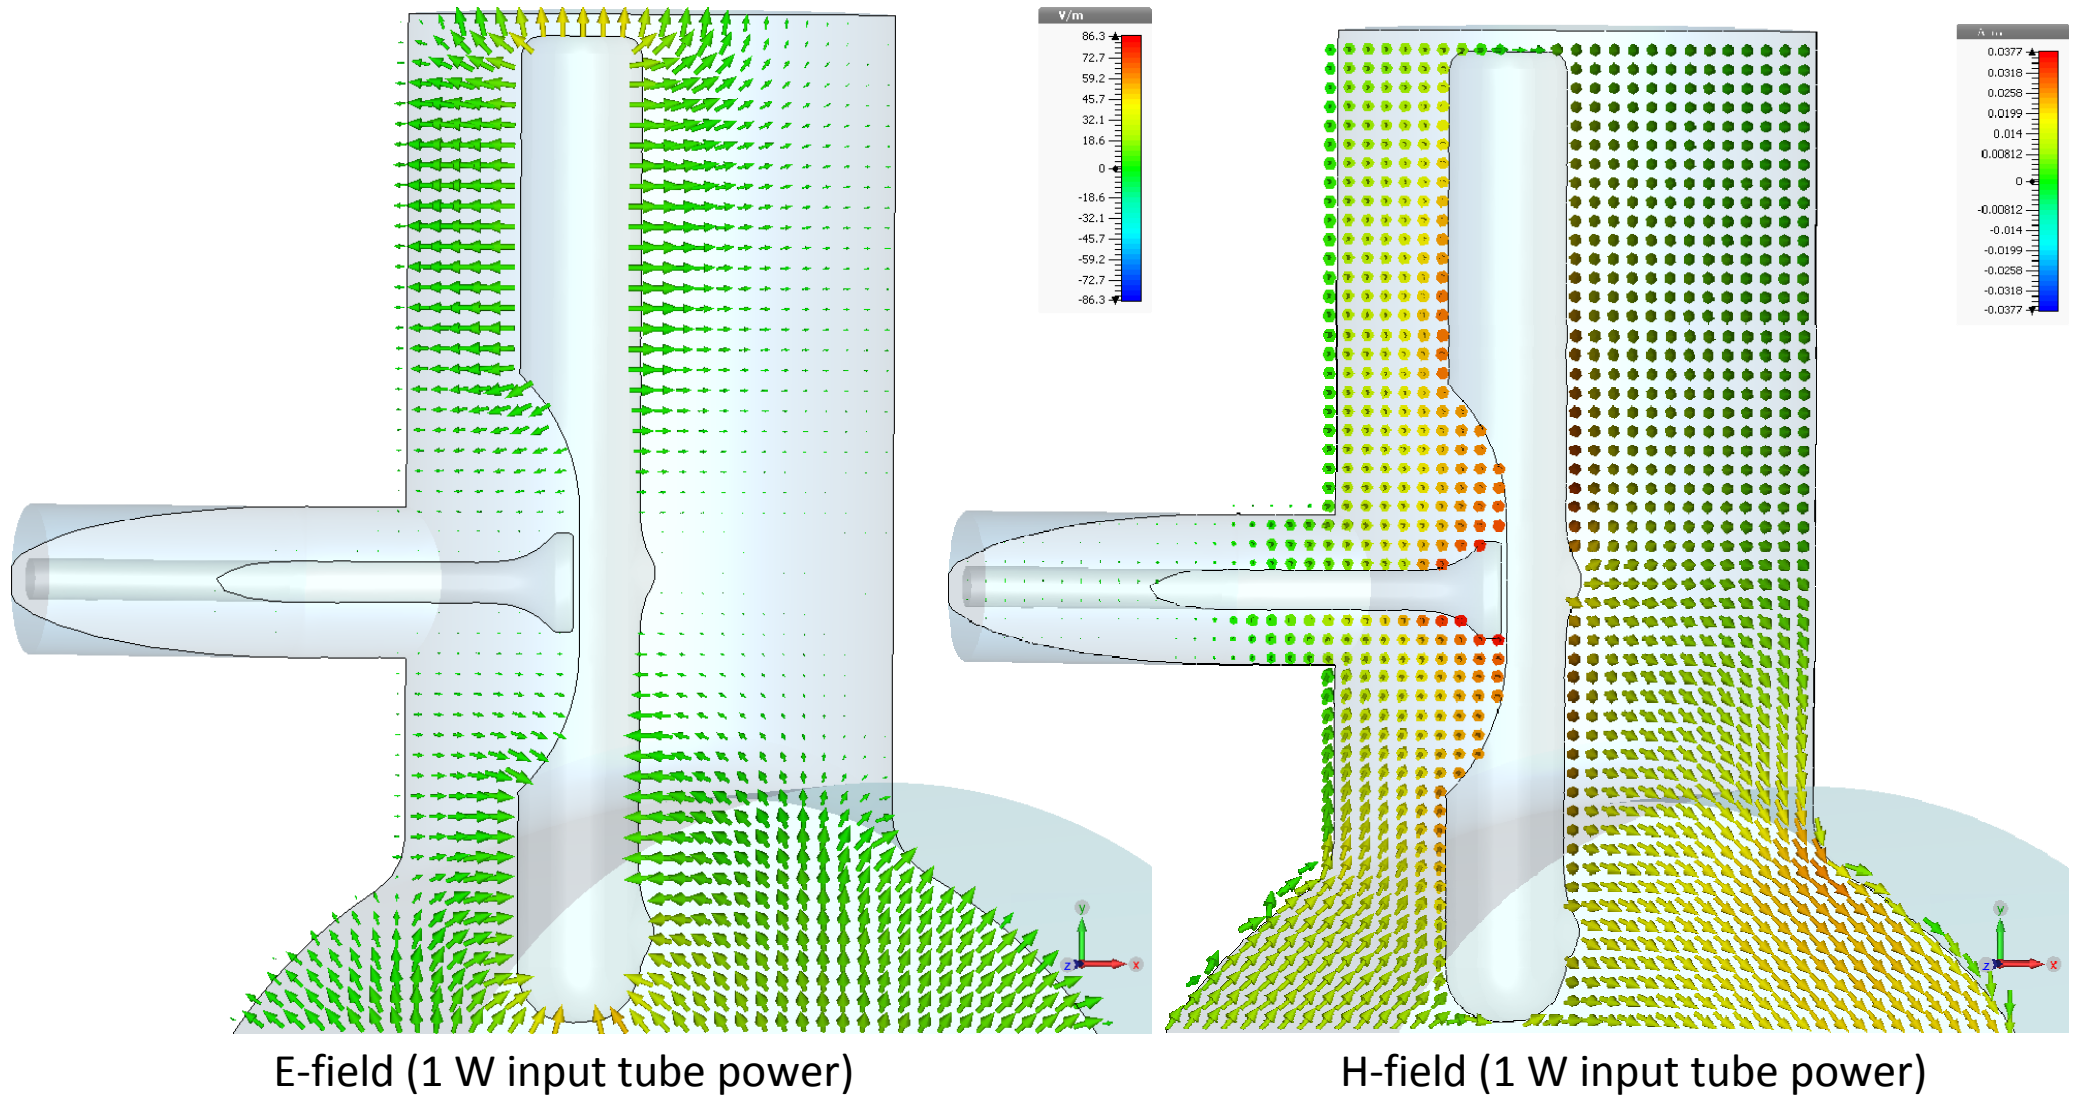 V/m
86.3
72.7
59.2
45.7
32.1
18.6
0
-18.6
-32.1
-45.7
-59.2
-72.7
-86.3
0.0377
0.0318
0.0258
0.0199
0.014
0.00812
0
-0.00812
-0.014
-0.0199
-0.0258
-0.0318
-0.0377
y
z
x
y
z
x
E-field (1 W input tube power)
H-field (1 W input tube power)